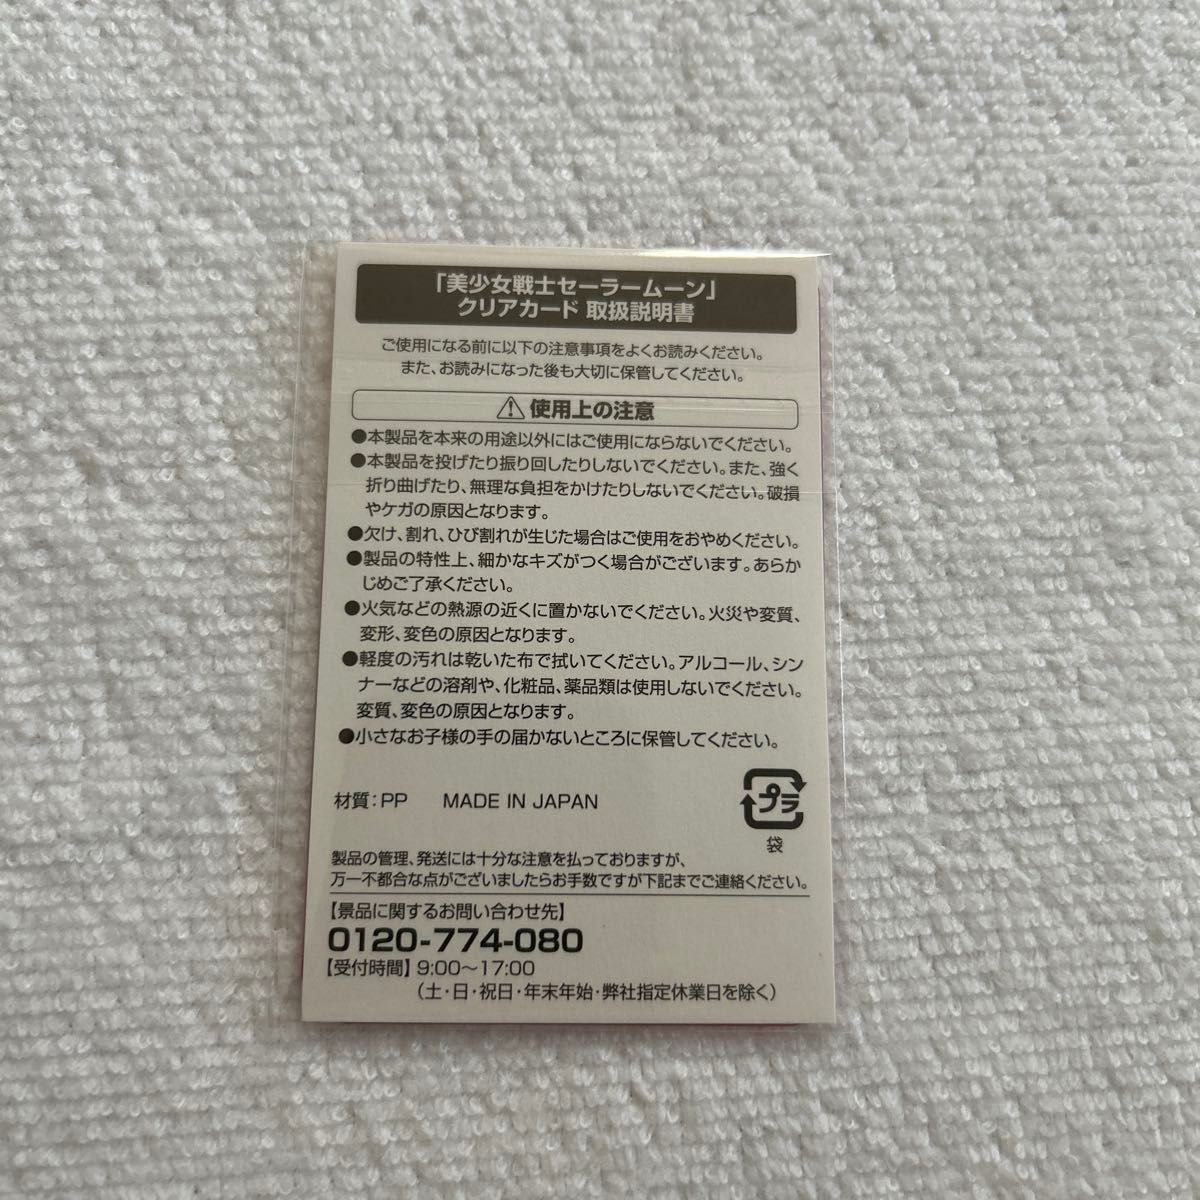 「美少女戦士セーラームーン」
クリアカード 取扱説明書
ご使用になる前に以下の注意事項をよくお読みください。
また、お読みになった後も大切に保管してください。
⚠ 使用上の注意
●本製品を本来の用途以外にはご使用にならないでください。
●本製品を投げたり振り回したりしないでください。また、強く
折り曲げたり、無理な負担をかけたりしないでください。破損
やケガの原因となります。
●欠け、割れ、ひび割れが生じた場合はご使用をおやめください。
●製品の特性上、細かなキズがつく場合がございます。あらか
じめご了承ください。
●火気などの熱源の近くに置かないでください。火災や変質、
変形、変色の原因となります。
●軽度の汚れは乾いた布で拭いてください。アルコール、シン
ナーなどの溶剤や、化粧品、薬品類は使用しないでください。
変質、変色の原因となります。
●小さなお子様の手の届かないところに保管してください。
材質：PP MADE IN JAPAN
プラ
袋
製品の管理、発送には十分な注意を払っておりますが、
万一不都合な点がございましたらお手数ですが下記までご連絡ください。
【景品に関するお問い合わせ先】
0120-774-080
【受付時間】9:00～17:00
（土・日・祝日・年末年始・弊社指定休業日を除く）